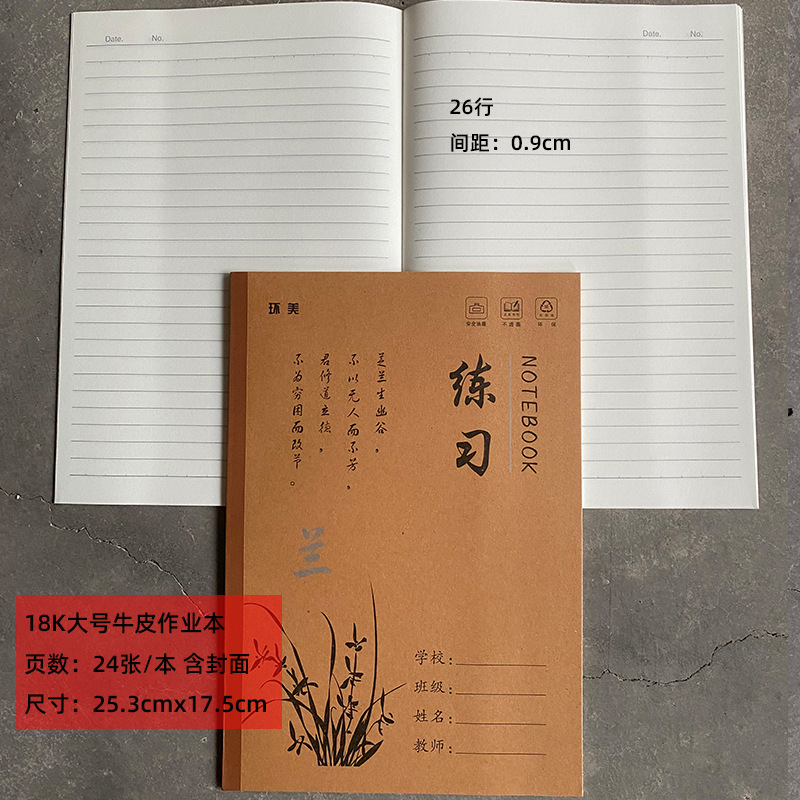 Date.    No.
Date.    No.
26行
间距：0.9cm
环美
安全装番
不透墨
环 保
练习
NOTEBOOK
芝兰生幽谷，
不以无人而不芳，
君修道立德，
不为穷困而改节。
兰
18K大号牛皮作业本
页数：24张/本 含封面
尺寸：25.3cmx17.5cm
学校：
班级：
姓名：
教师：